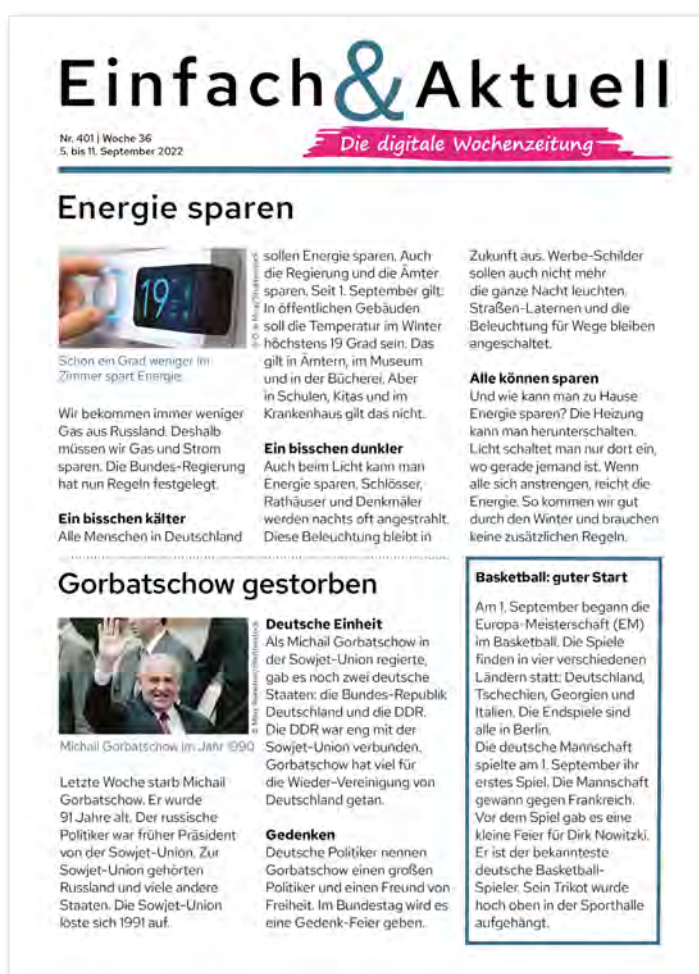 Einfach&Aktuell
Nr. 401 | Woche 36
5. bis 11. September 2022
Die digitale Wochenzeitung
Energie sparen
19
Schon ein Grad weniger im
Zimmer spart Energie.
Wir bekommen immer weniger
Gas aus Russland. Deshalb
müssen wir Gas und Strom
sparen. Die Bundes-Regierung
hat nun Regeln festgelegt.
Ein bisschen kälter
Alle Menschen in Deutschland
sollen Energie sparen. Auch
die Regierung und die Ämter
sparen. Seit 1. September gilt:
In öffentlichen Gebäuden
soll die Temperatur im Winter
höchstens 19 Grad sein. Das
gilt in Ämtern, im Museum
und in der Bücherei. Aber
in Schulen, Kitas und im
Krankenhaus gilt das nicht.
Ein bisschen dunkler
Auch beim Licht kann man
Energie sparen. Schlösser,
Rathäuser und Denkmäler
werden nachts oft angestrahlt.
Diese Beleuchtung bleibt in
Zukunft aus. Werbe-Schilder
sollen auch nicht mehr
die ganze Nacht leuchten.
Straßen-Laternen und die
Beleuchtung für Wege bleiben
angeschaltet.
Alle können sparen
Und wie kann man zu Hause
Energie sparen? Die Heizung
kann man herunterschalten.
Licht schaltet man nur dort ein,
wo gerade jemand ist. Wenn
alle sich anstrengen, reicht die
Energie. So kommen wir gut
durch den Winter und brauchen
keine zusätzlichen Regeln.
Gorbatschow gestorben
Michail Gorbatschow im Jahr 1990
Letzte Woche starb Michail
Gorbatschow. Er wurde
91 Jahre alt. Der russische
Politiker war früher Präsident
von der Sowjet-Union. Zur
Sowjet-Union gehörten
Russland und viele andere
Staaten. Die Sowjet-Union
löste sich 1991 auf.
Deutsche Einheit
Als Michail Gorbatschow in
der Sowjet-Union regierte,
gab es noch zwei deutsche
Staaten: die Bundes-Republik
Deutschland und die DDR.
Die DDR war eng mit der
Sowjet-Union verbunden.
Gorbatschow hat viel für
die Wieder-Vereinigung von
Deutschland getan.
Gedenken
Deutsche Politiker nennen
Gorbatschow einen großen
Politiker und einen Freund von
Freiheit. Im Bundestag wird es
eine Gedenk-Feier geben.
Basketball: guter Start
Am 1. September begann die
Europa-Meisterschaft (EM)
im Basketball. Die Spiele
finden in vier verschiedenen
Ländern statt: Deutschland,
Tschechien, Georgien und
Italien. Die Endspiele sind
alle in Berlin.
Die deutsche Mannschaft
spielte am 1. September ihr
erstes Spiel. Die Mannschaft
gewann gegen Frankreich.
Vor dem Spiel gab es eine
kleine Feier für Dirk Nowitzki.
Er ist der bekannteste
deutsche Basketball-
Spieler. Sein Trikot wurde
hoch oben in der Sporthalle
aufgehängt.